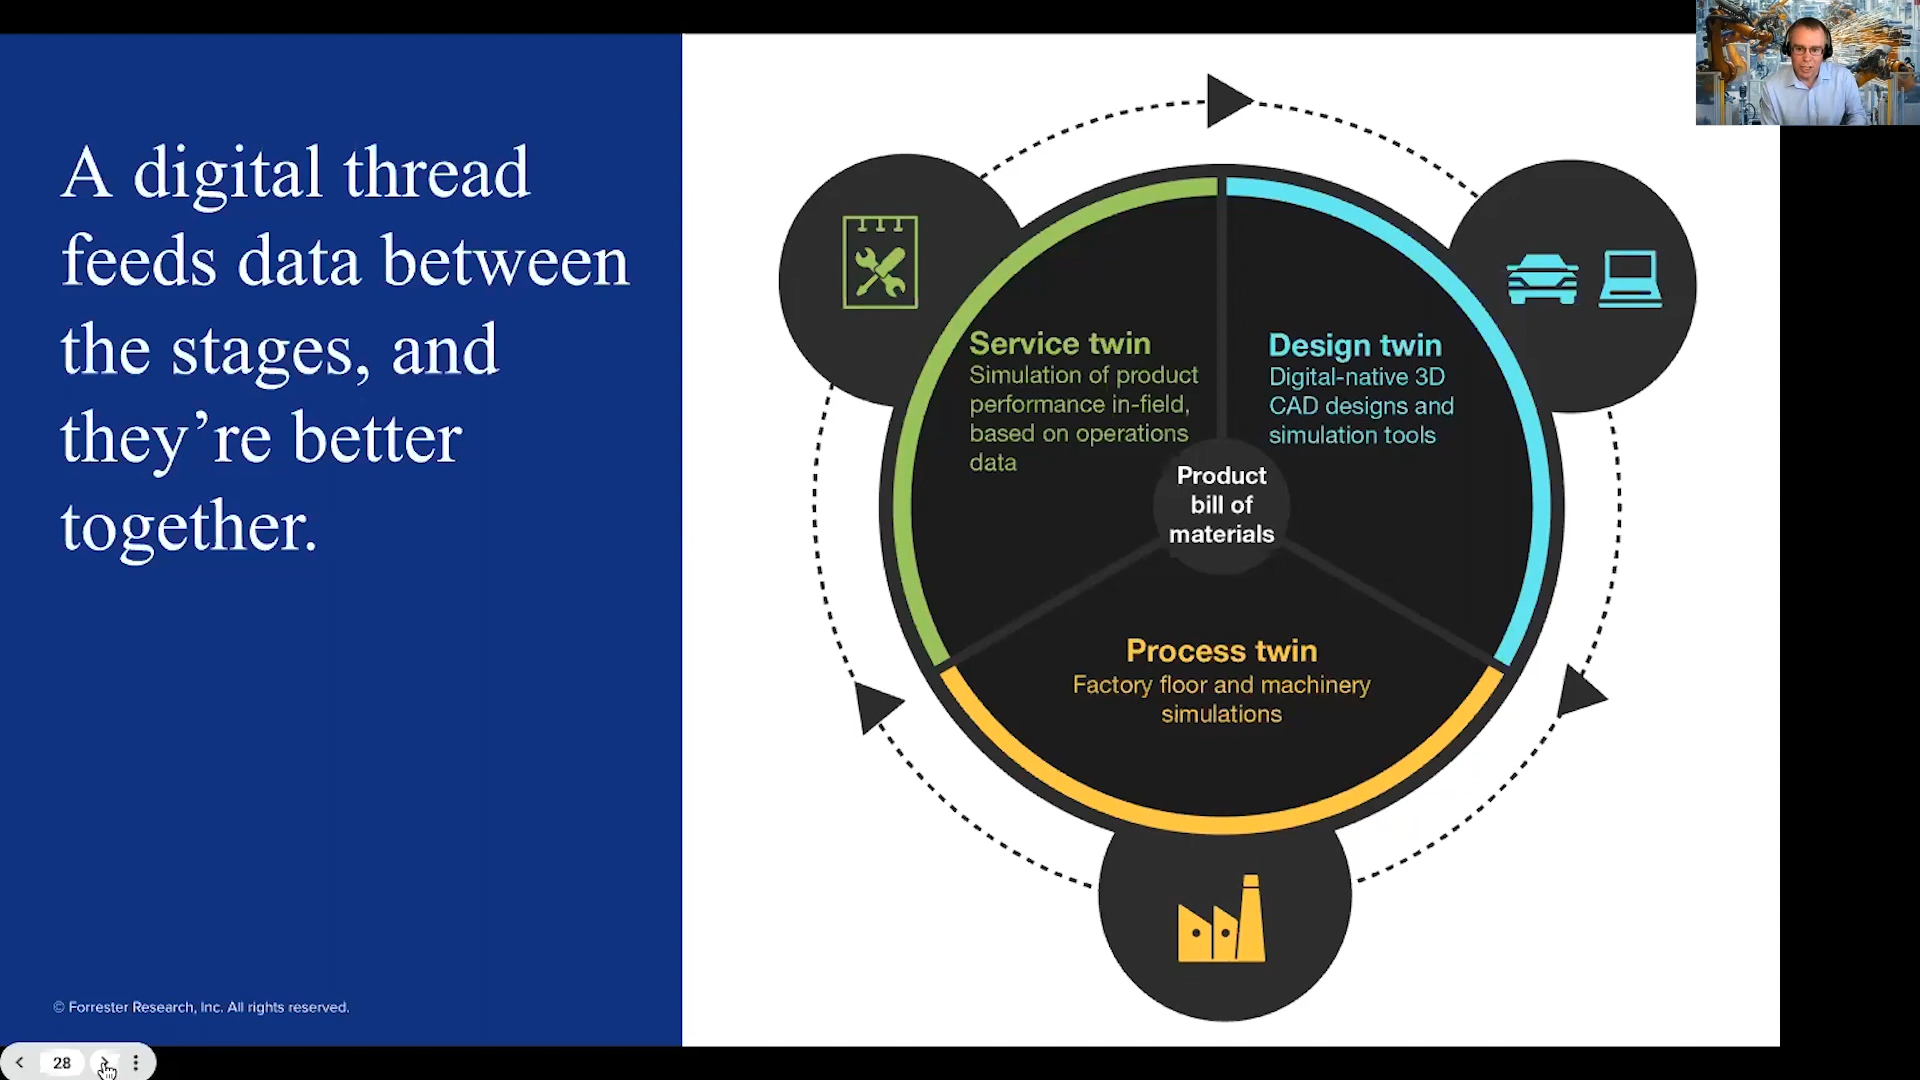 A digital thread
feeds data between
the stages, and
they’re better
together.
Service twin
Simulation of product
performance in-field,
based on operations
data
Design twin
Digital-native 3D
CAD designs and
simulation tools
Product
bill of
materials
Process twin
Factory floor and machinery
simulations
© Forrester Research, Inc. All rights reserved.
28